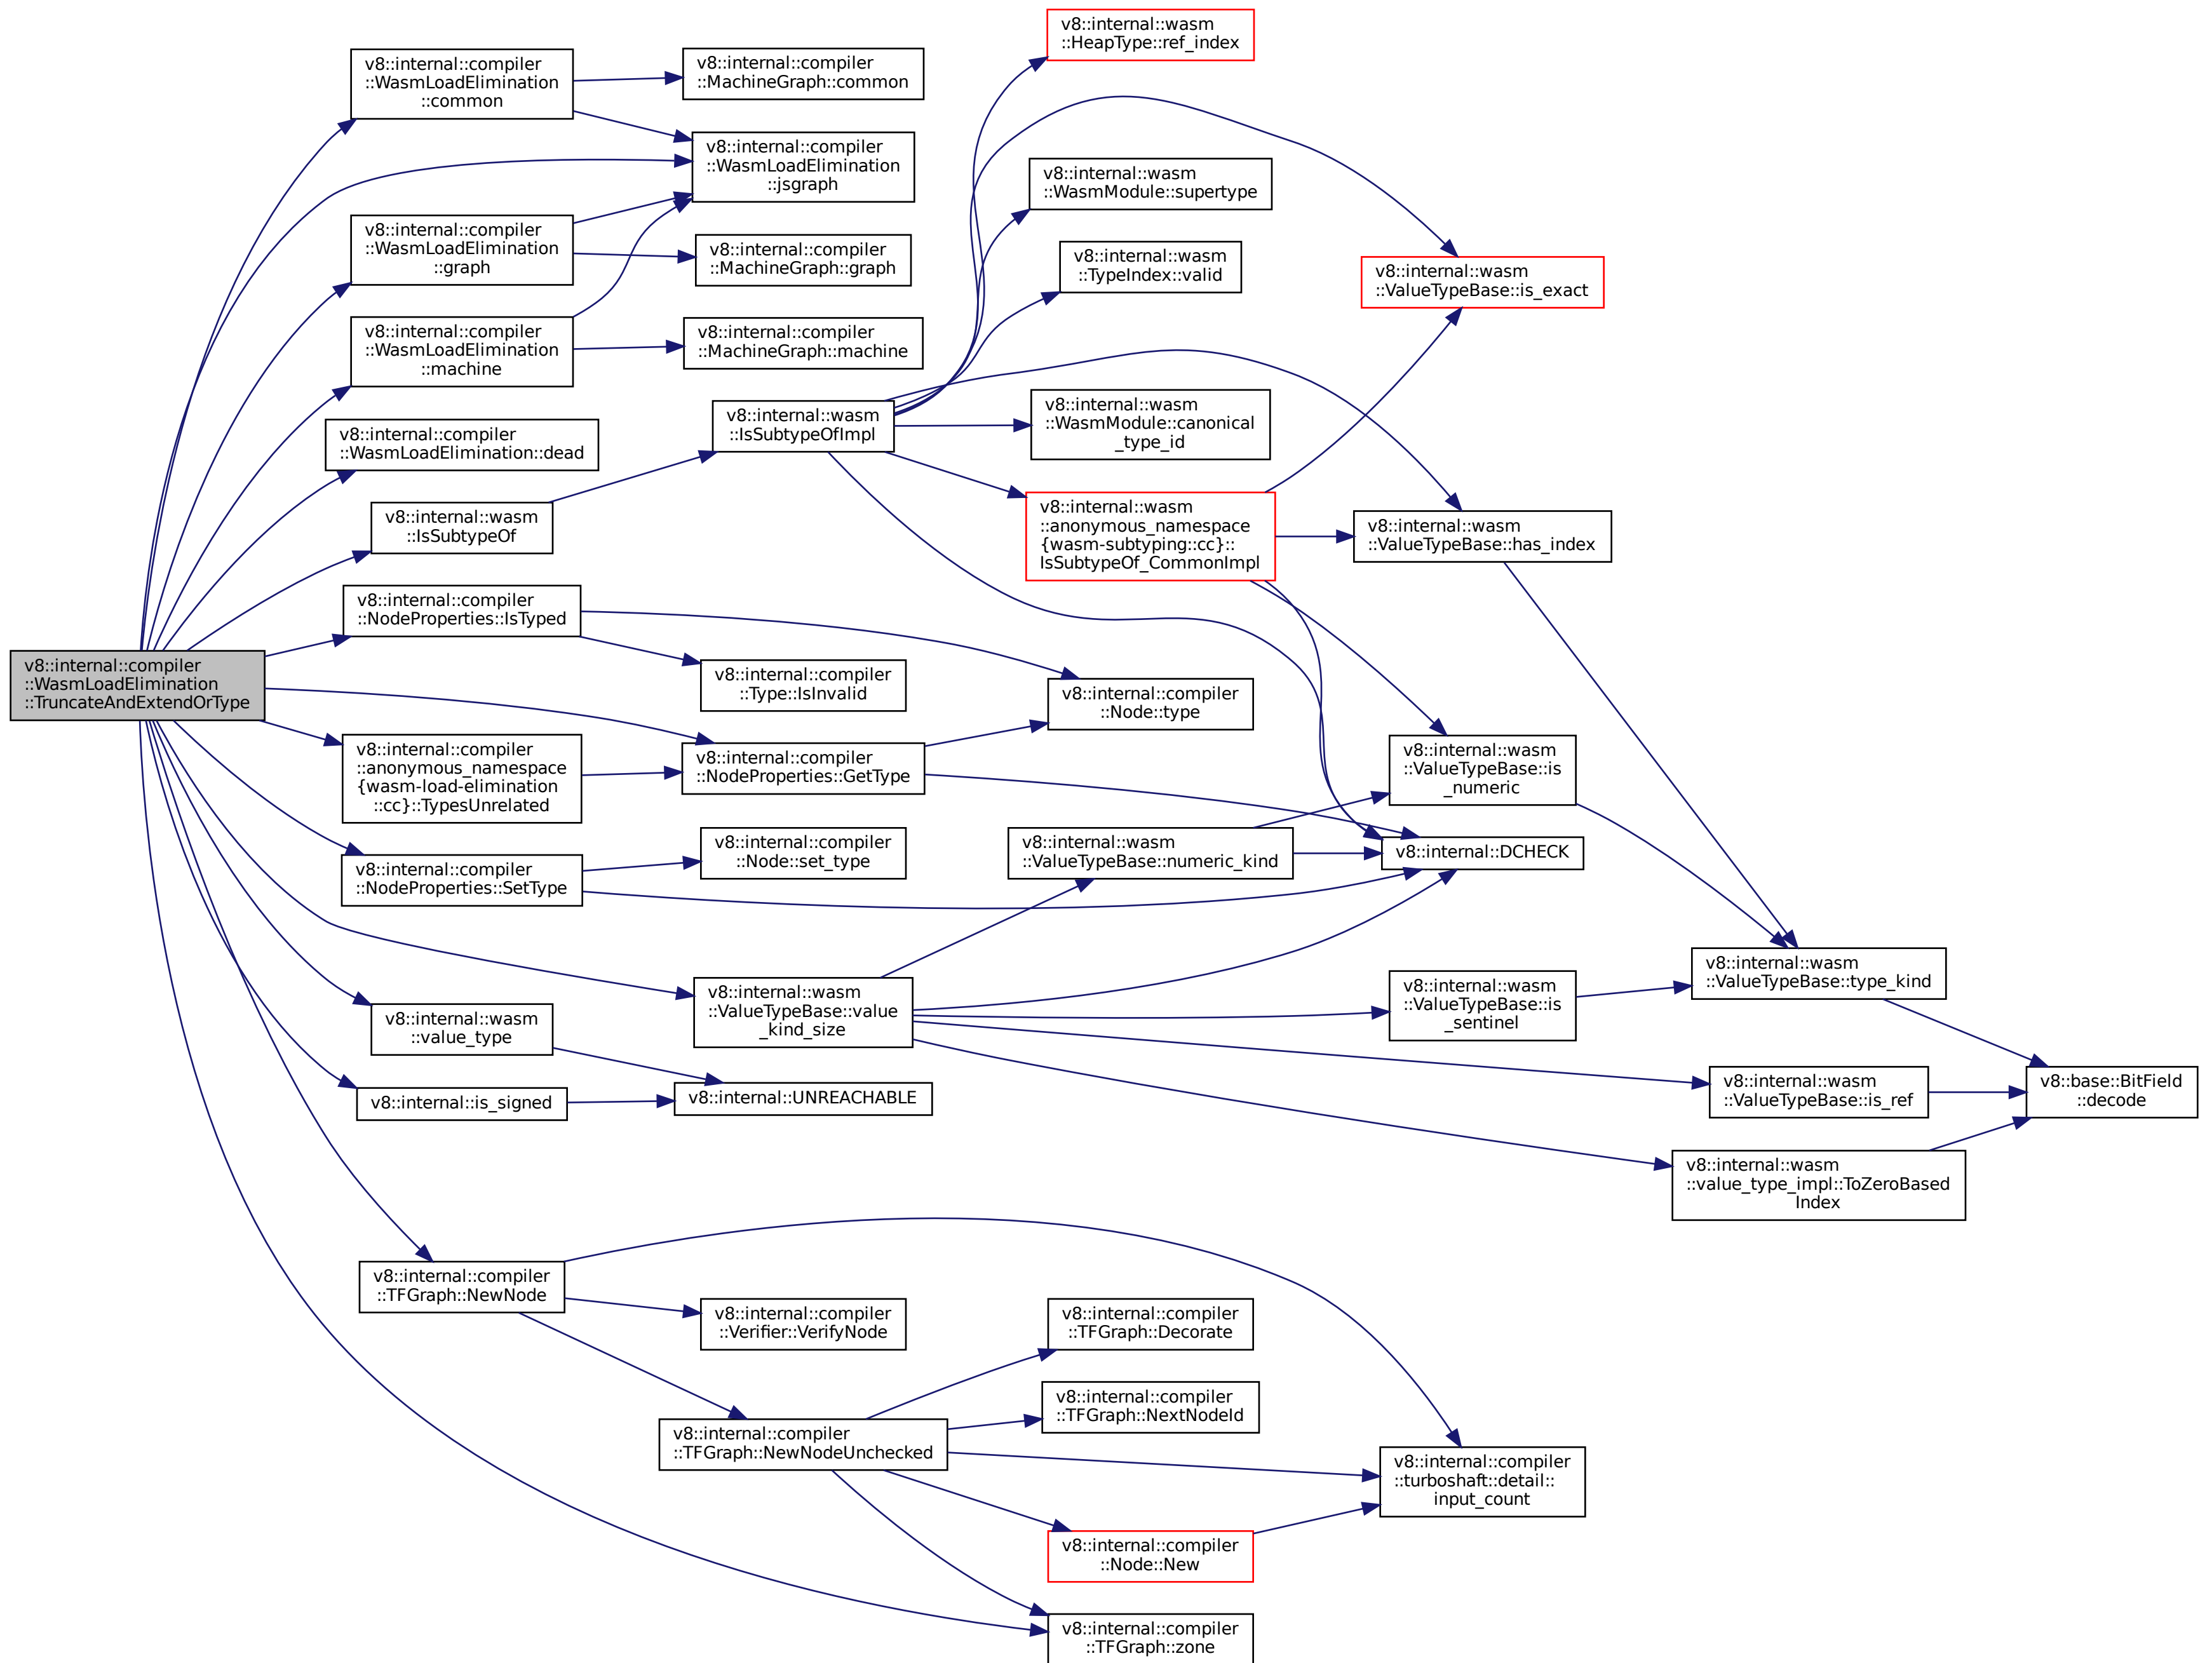 v8::internal::compiler
::WasmLoadElimination
::TruncateAndExtendOrType
v8::internal::compiler
::WasmLoadElimination
::common
v8::internal::compiler
::WasmLoadElimination
::graph
v8::internal::compiler
::WasmLoadElimination
::machine
v8::internal::compiler
::WasmLoadElimination::dead
v8::internal::wasm
::IsSubtypeOf
v8::internal::compiler
::NodeProperties::IsTyped
v8::internal::compiler
::anonymous_namespace
{wasm-load-elimination
::cc}::TypesUnrelated
v8::internal::compiler
::NodeProperties::SetType
v8::internal::wasm
::value_type
v8::internal::is_signed
v8::internal::compiler
::TFGraph::NewNode
v8::internal::compiler
::MachineGraph::common
v8::internal::compiler
::WasmLoadElimination
::jsgraph
v8::internal::compiler
::MachineGraph::graph
v8::internal::compiler
::MachineGraph::machine
v8::internal::wasm
::IsSubtypeOfImpl
v8::internal::compiler
::Type::IsInvalid
v8::internal::compiler
::NodeProperties::GetType
v8::internal::compiler
::Node::set_type
v8::internal::wasm
::ValueTypeBase::value
_kind_size
v8::internal::UNREACHABLE
v8::internal::compiler
::Verifier::VerifyNode
v8::internal::compiler
::TFGraph::NewNodeUnchecked
v8::internal::wasm
::HeapType::ref_index
v8::internal::wasm
::WasmModule::supertype
v8::internal::wasm
::TypeIndex::valid
v8::internal::wasm
::WasmModule::canonical
_type_id
v8::internal::wasm
::anonymous_namespace
{wasm-subtyping::cc}::
IsSubtypeOf_CommonImpl
v8::internal::compiler
::Node::type
v8::internal::wasm
::ValueTypeBase::numeric_kind
v8::internal::compiler
::TFGraph::Decorate
v8::internal::compiler
::TFGraph::NextNodeId
v8::internal::compiler
::Node::New
v8::internal::compiler
::TFGraph::zone
v8::internal::wasm
::ValueTypeBase::is_exact
v8::internal::wasm
::ValueTypeBase::has_index
v8::internal::wasm
::ValueTypeBase::is
_numeric
v8::internal::DCHECK
v8::internal::wasm
::ValueTypeBase::is
_sentinel
v8::internal::compiler
::turboshaft::detail::
input_count
v8::internal::wasm
::ValueTypeBase::type_kind
v8::internal::wasm
::ValueTypeBase::is_ref
v8::internal::wasm
::value_type_impl::ToZeroBased
Index
v8::base::BitField
::decode